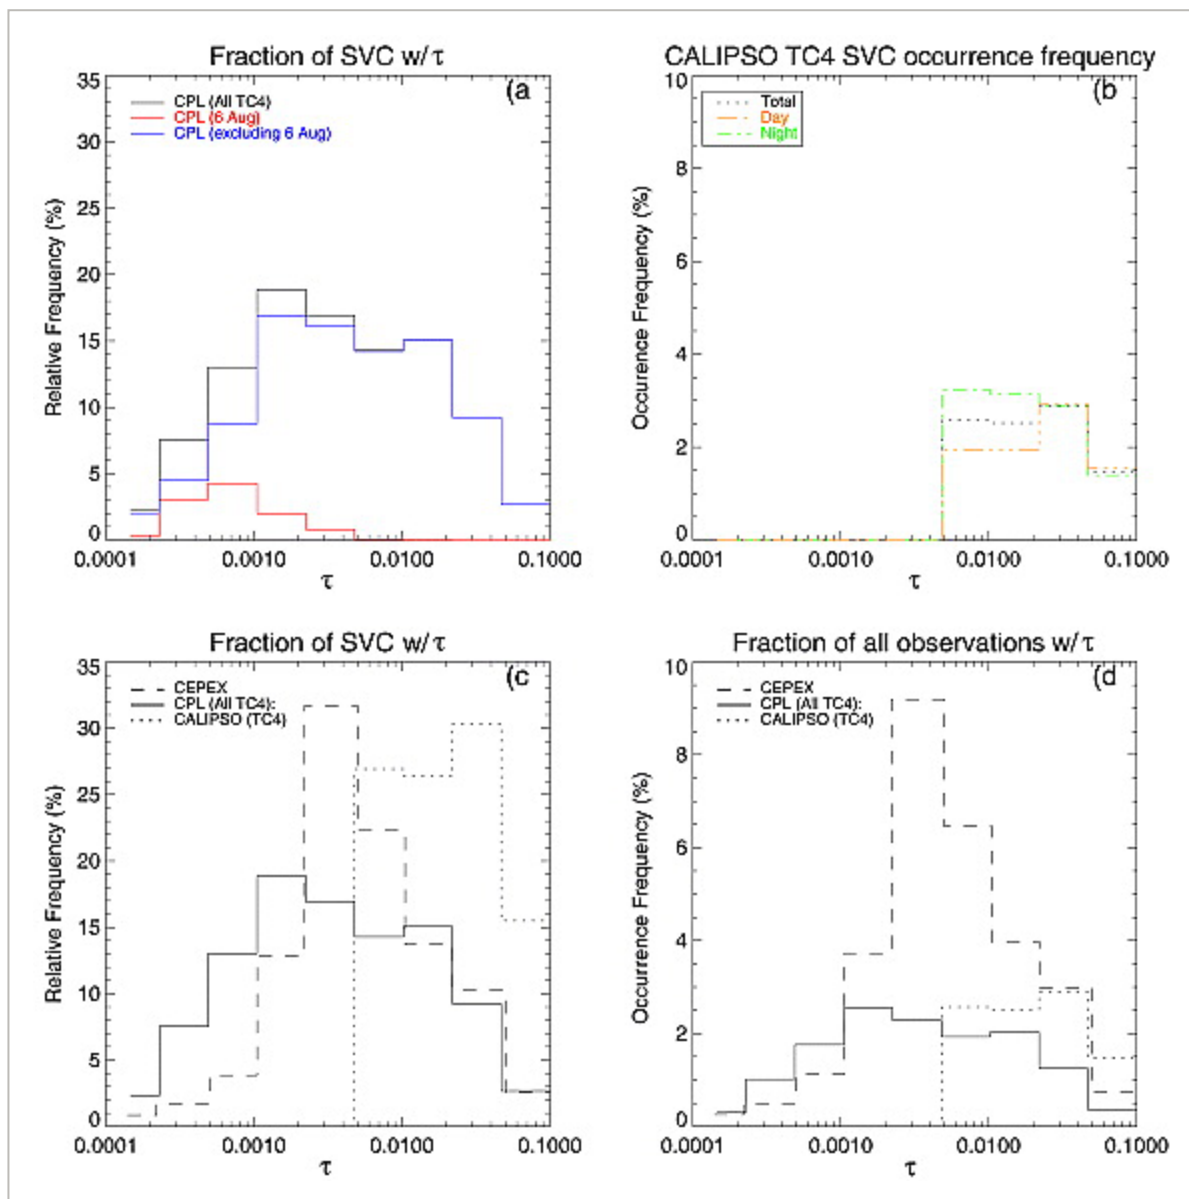 Fraction of SVC w/τ
(a
CPL (All TC4)
CPL (6 Aug)
CPL (excluding 6 Aug)
35
30
25
20
15
10
5
0
Relative Frequency (%)
0.0001 0.0010 0.0100 0.1000
τ
CALIPSO TC4 SVC occurrence frequency
(b
Total
Day
Night
10
8
6
4
2
0
Occurrence Frequency (%)
0.0001 0.0010 0.0100 0.1000
τ
Fraction of SVC w/τ
(c
CEPEX
CPL (All TC4):
CALIPSO (TC4)
35
30
25
20
15
10
5
0
Relative Frequency (%)
0.0001 0.0010 0.0100 0.1000
τ
Fraction of all observations w/τ
(d
CEPEX
CPL (All TC4):
CALIPSO (TC4)
10
8
6
4
2
0
Occurrence Frequency (%)
0.0001 0.0010 0.0100 0.1000
τ